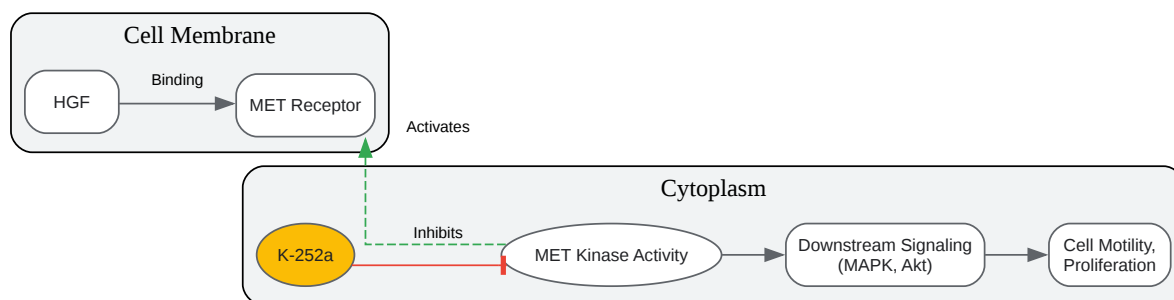 Cell Membrane
HGF
Binding
MET Receptor
Activates
Cytoplasm
K-252a
Inhibits
MET Kinase Activity
Downstream Signaling
(MAPK, Akt)
Cell Motility,
Proliferation